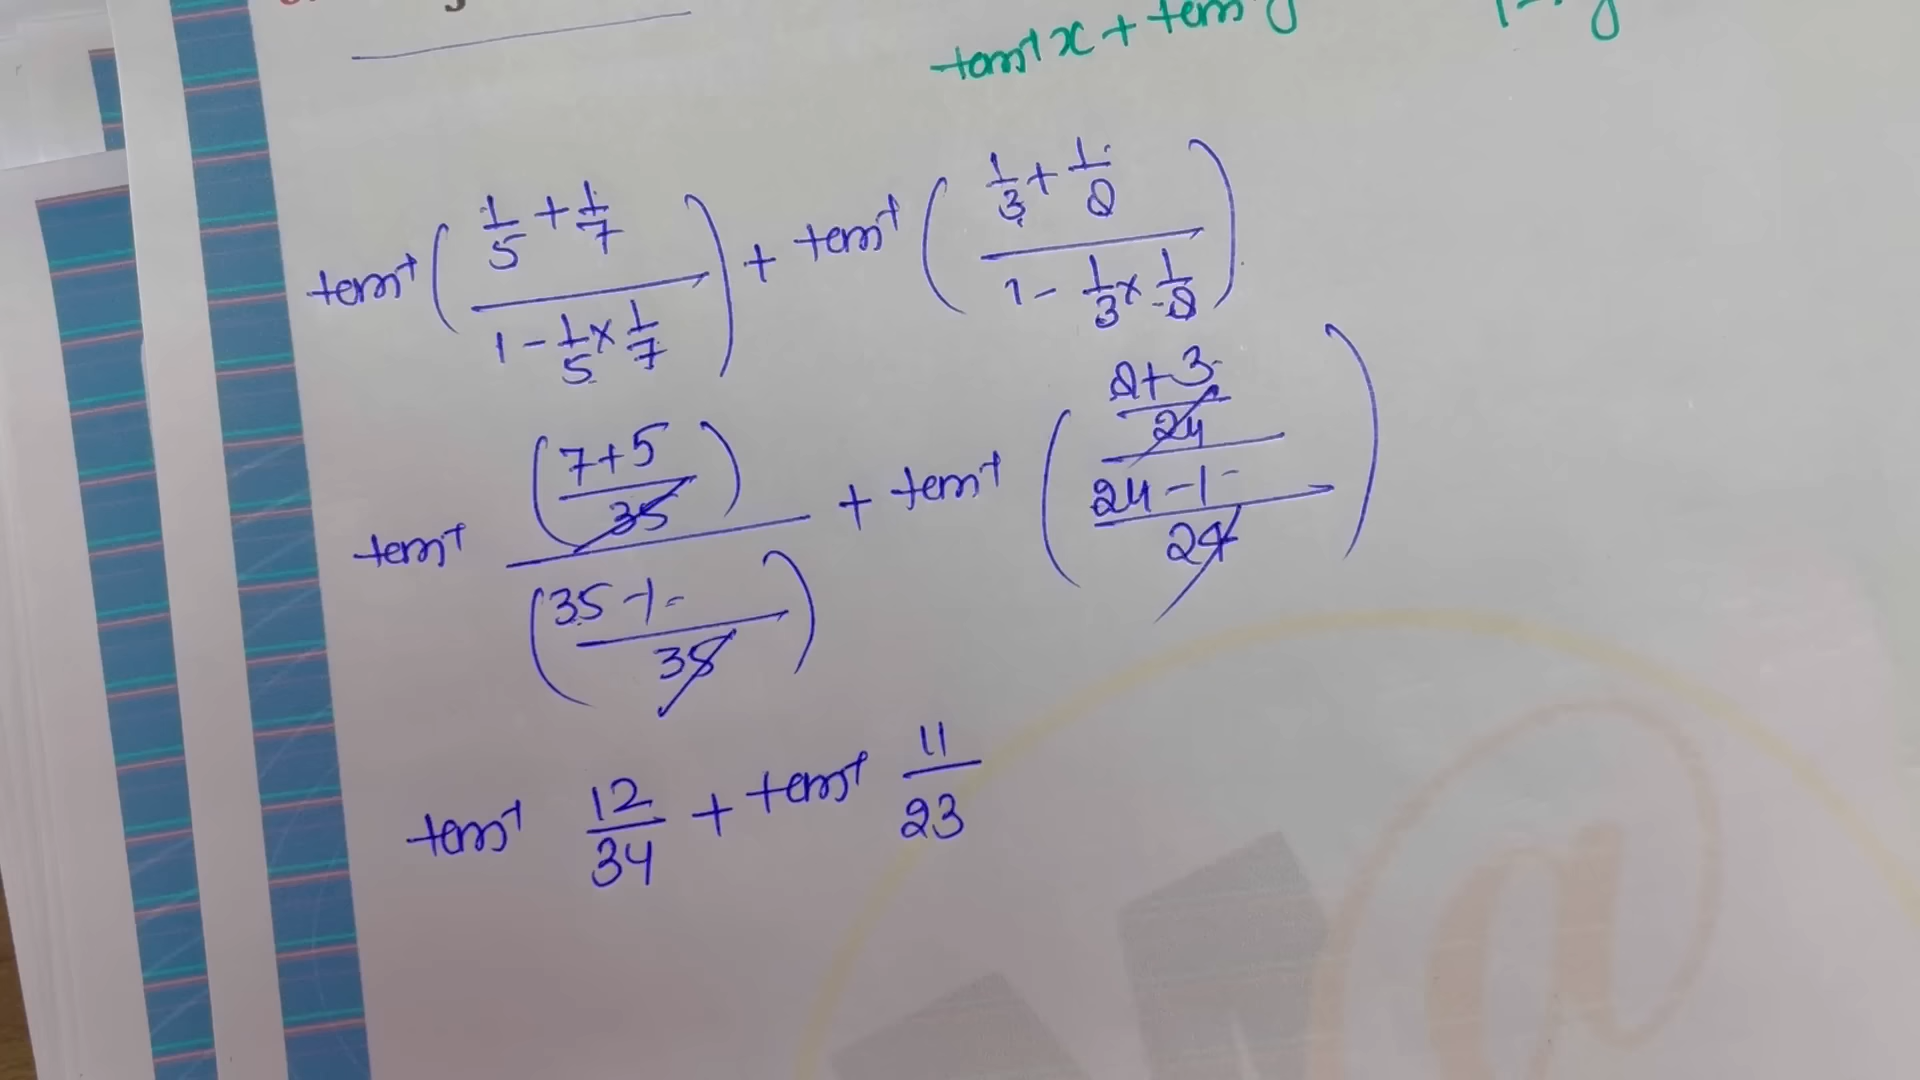 tan⁻¹x + tan⁻¹y
tan⁻¹( (1/5 + 1/7) / (1 - 1/5 × 1/7) ) + tan⁻¹( (1/3 + 1/8) / (1 - 1/3 × 1/8) )
tan⁻¹ ((7+5)/35) / ((35-1)/35) + tan⁻¹( ((8+3)/24) / ((24-1)/24) )
tan⁻¹ 12/34 + tan⁻¹ 11/23